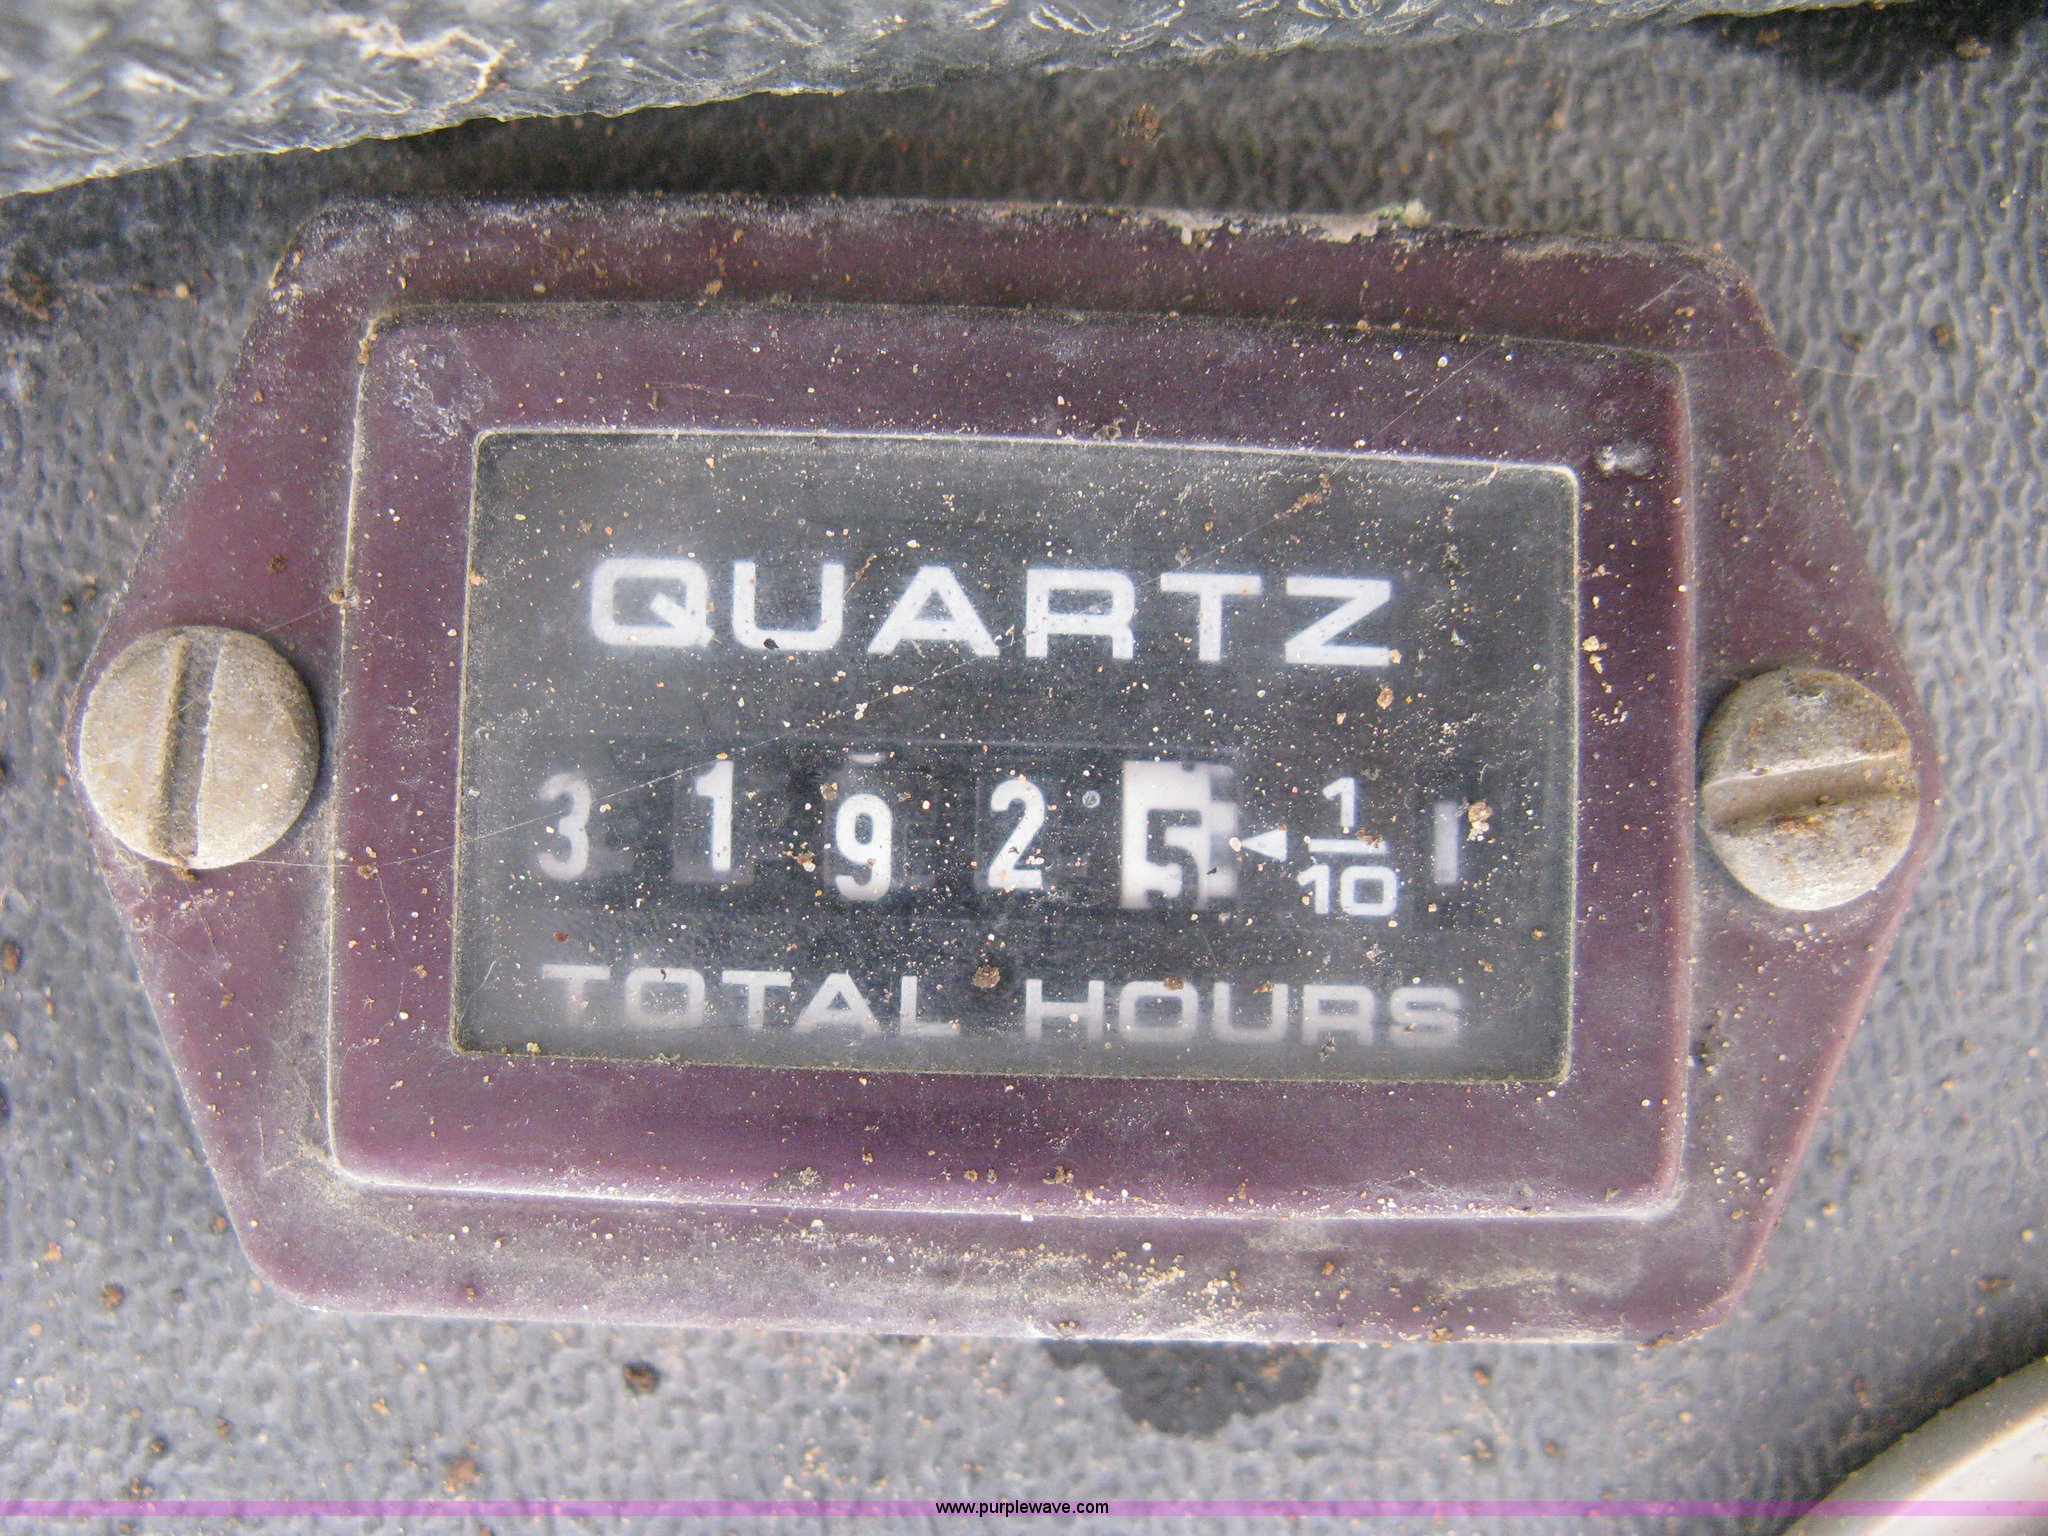 QUARTZ
3 1 9 2 5 ◄ 1/10
TOTAL HOURS
www.purplewave.com